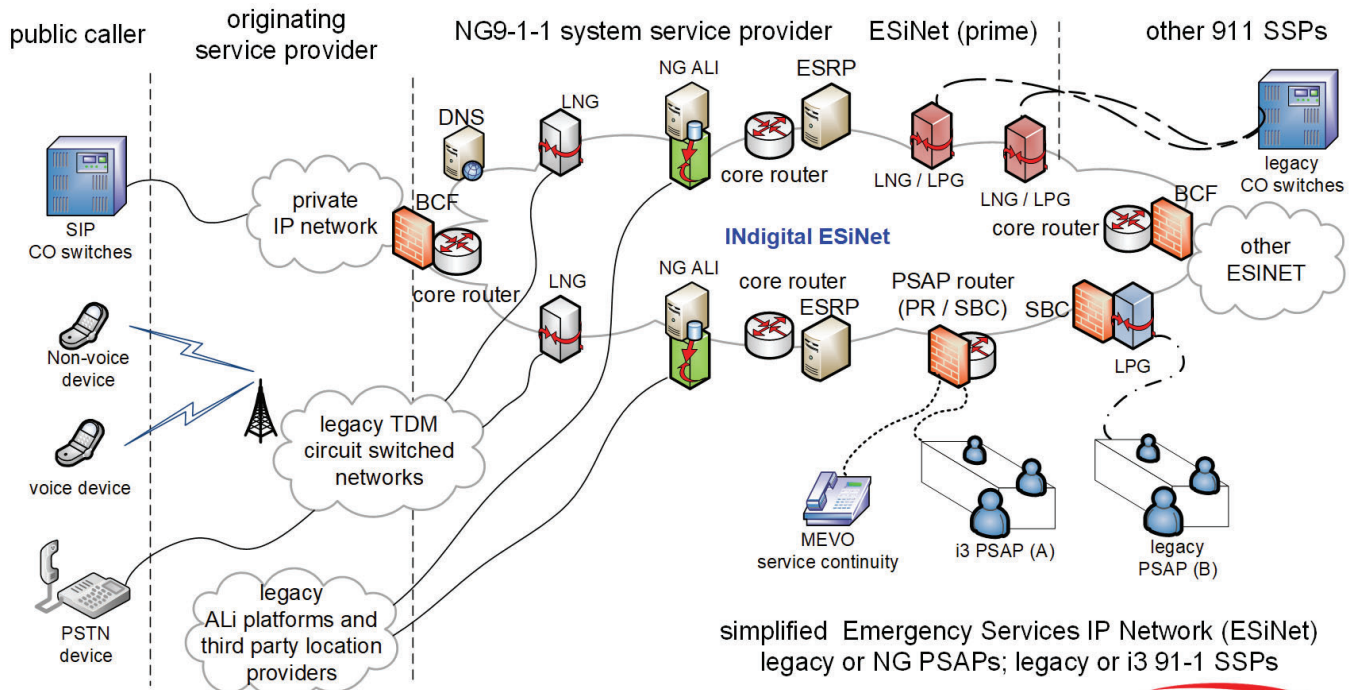 public caller
originating
service provider
NG9-1-1 system service provider
ESiNet (prime)
other 911 SSPs
SIP
CO switches
private
IP network
BCF
core router
DNS
LNG
NG ALI
core router
ESRP
LNG / LPG
LNG / LPG
legacy
CO switches
core router
BCF
other
ESINET
INdigital ESiNet
LNG
NG ALI
core router
ESRP
PSAP router
(PR / SBC)
SBC
LPG
Non-voice
device
voice device
legacy TDM
circuit switched
networks
MEVO
service continuity
i3 PSAP (A)
legacy
PSAP (B)
PSTN
device
legacy
ALi platforms and
third party location
providers
simplified Emergency Services IP Network (ESiNet)
legacy or NG PSAPs; legacy or i3 91-1 SSPs